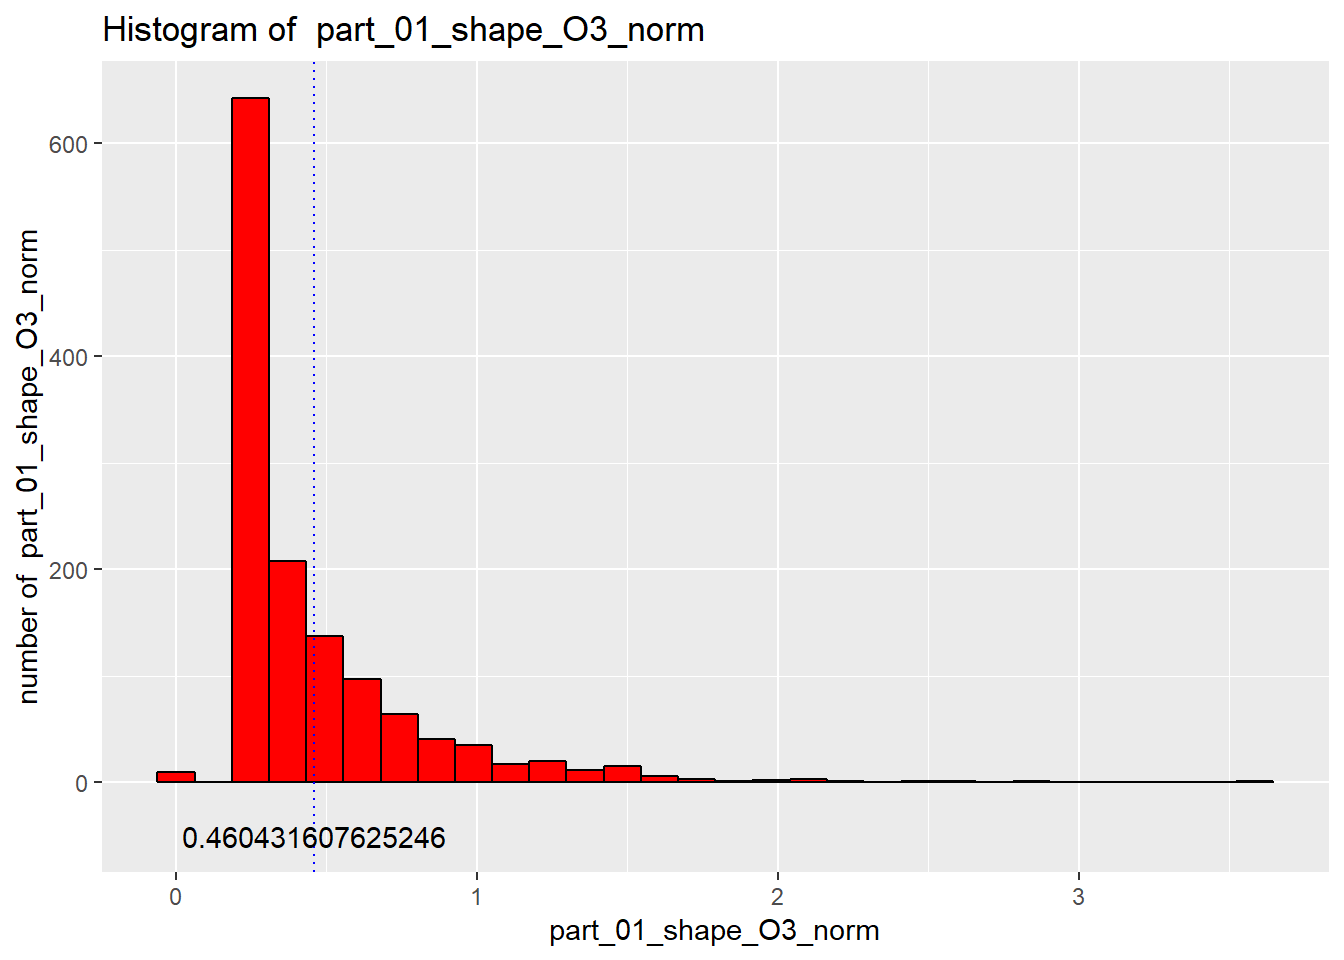 Histogram of  part_01_shape_O3_norm
number of  part_01_shape_O3_norm
600
400
200
0
0.460431607625246
0 1 2 3
part_01_shape_O3_norm